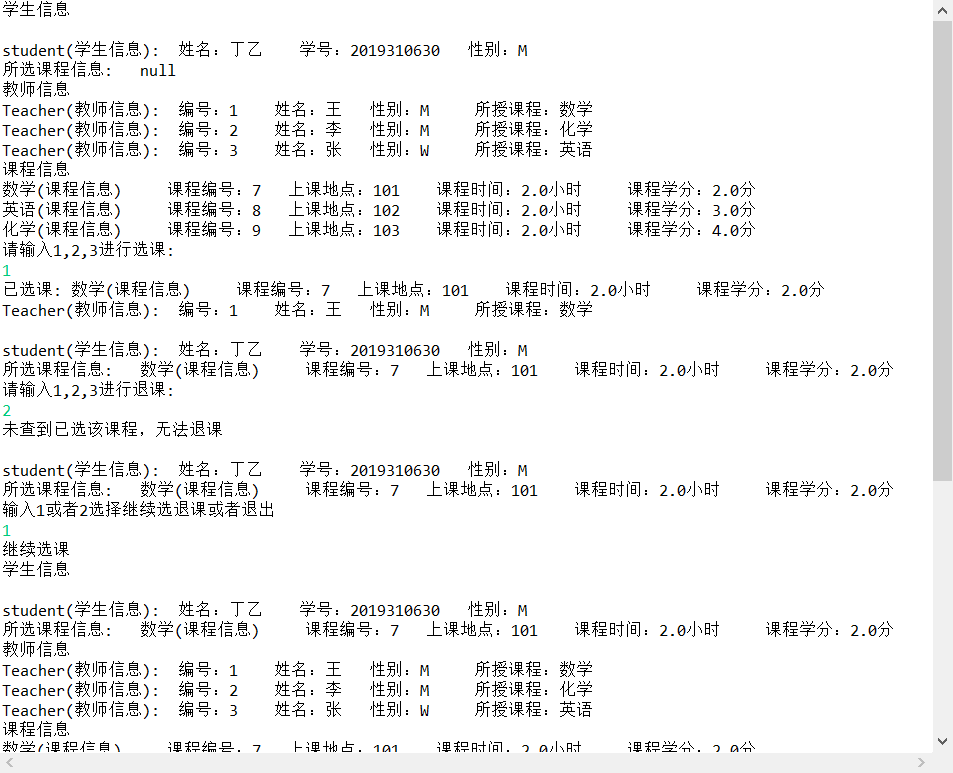 学生信息
student(学生信息): 姓名：丁乙 学号：2019310630 性别：M
所选课程信息: null
教师信息
Teacher(教师信息): 编号：1 姓名：王 性别：M 所授课程：数学
Teacher(教师信息): 编号：2 姓名：李 性别：M 所授课程：化学
Teacher(教师信息): 编号：3 姓名：张 性别：W 所授课程：英语
课程信息
数学(课程信息) 课程编号：7 上课地点：101 课程时间：2.0小时 课程学分：2.0分
英语(课程信息) 课程编号：8 上课地点：102 课程时间：2.0小时 课程学分：3.0分
化学(课程信息) 课程编号：9 上课地点：103 课程时间：2.0小时 课程学分：4.0分
请输入1,2,3进行选课:
1
已选课: 数学(课程信息) 课程编号：7 上课地点：101 课程时间：2.0小时 课程学分：2.0分
Teacher(教师信息): 编号：1 姓名：王 性别：M 所授课程：数学
student(学生信息): 姓名：丁乙 学号：2019310630 性别：M
所选课程信息: 数学(课程信息) 课程编号：7 上课地点：101 课程时间：2.0小时 课程学分：2.0分
请输入1,2,3进行退课:
2
未查到已选该课程，无法退课
student(学生信息): 姓名：丁乙 学号：2019310630 性别：M
所选课程信息: 数学(课程信息) 课程编号：7 上课地点：101 课程时间：2.0小时 课程学分：2.0分
输入1或者2选择继续选退课或者退出
1
继续选课
学生信息
student(学生信息): 姓名：丁乙 学号：2019310630 性别：M
所选课程信息: 数学(课程信息) 课程编号：7 上课地点：101 课程时间：2.0小时 课程学分：2.0分
教师信息
Teacher(教师信息): 编号：1 姓名：王 性别：M 所授课程：数学
Teacher(教师信息): 编号：2 姓名：李 性别：M 所授课程：化学
Teacher(教师信息): 编号：3 姓名：张 性别：W 所授课程：英语
课程信息
数学(课程信息) 课程编号：7 上课地点：101 课程时间：2.0小时 课程学分：2.0分